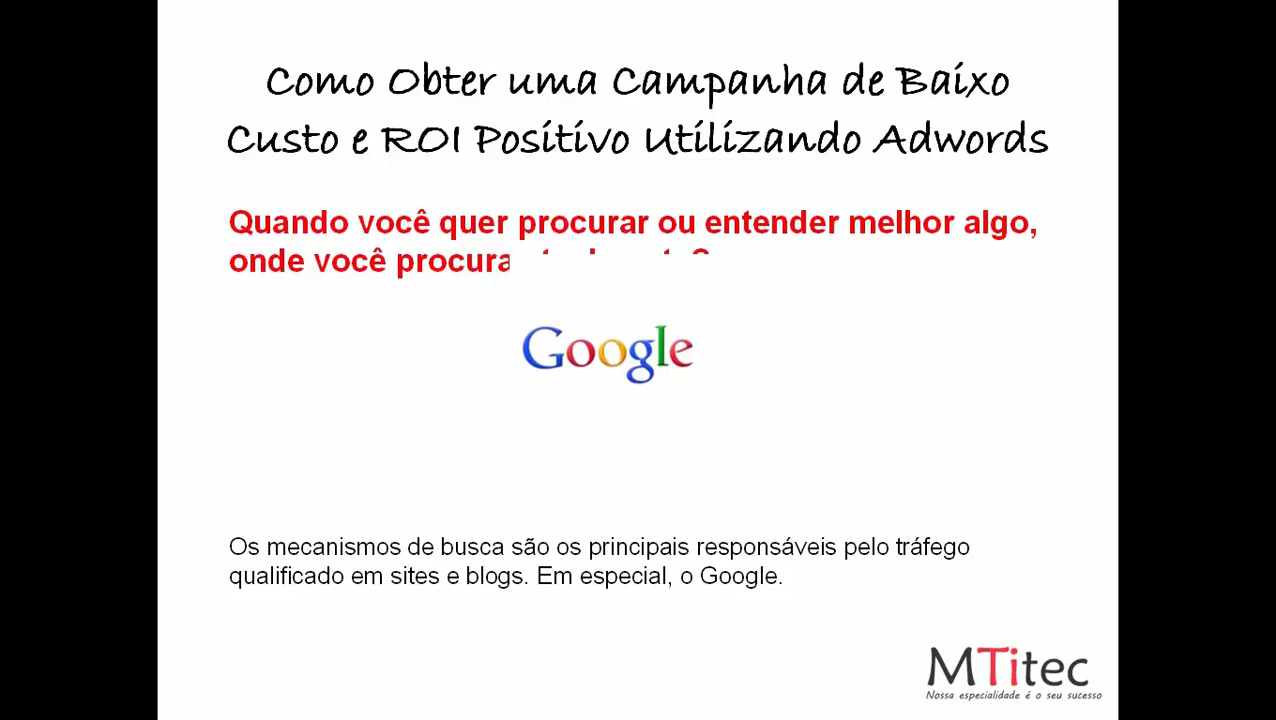 Como Obter uma Campanha de Baixo
Custo e ROI Positivo Utilizando Adwords
Quando você quer procurar ou entender melhor algo,
onde você procura
Google
Os mecanismos de busca são os principais responsáveis pelo tráfego
qualificado em sites e blogs. Em especial, o Google.
MTitec
Nossa especialidade é o seu sucesso